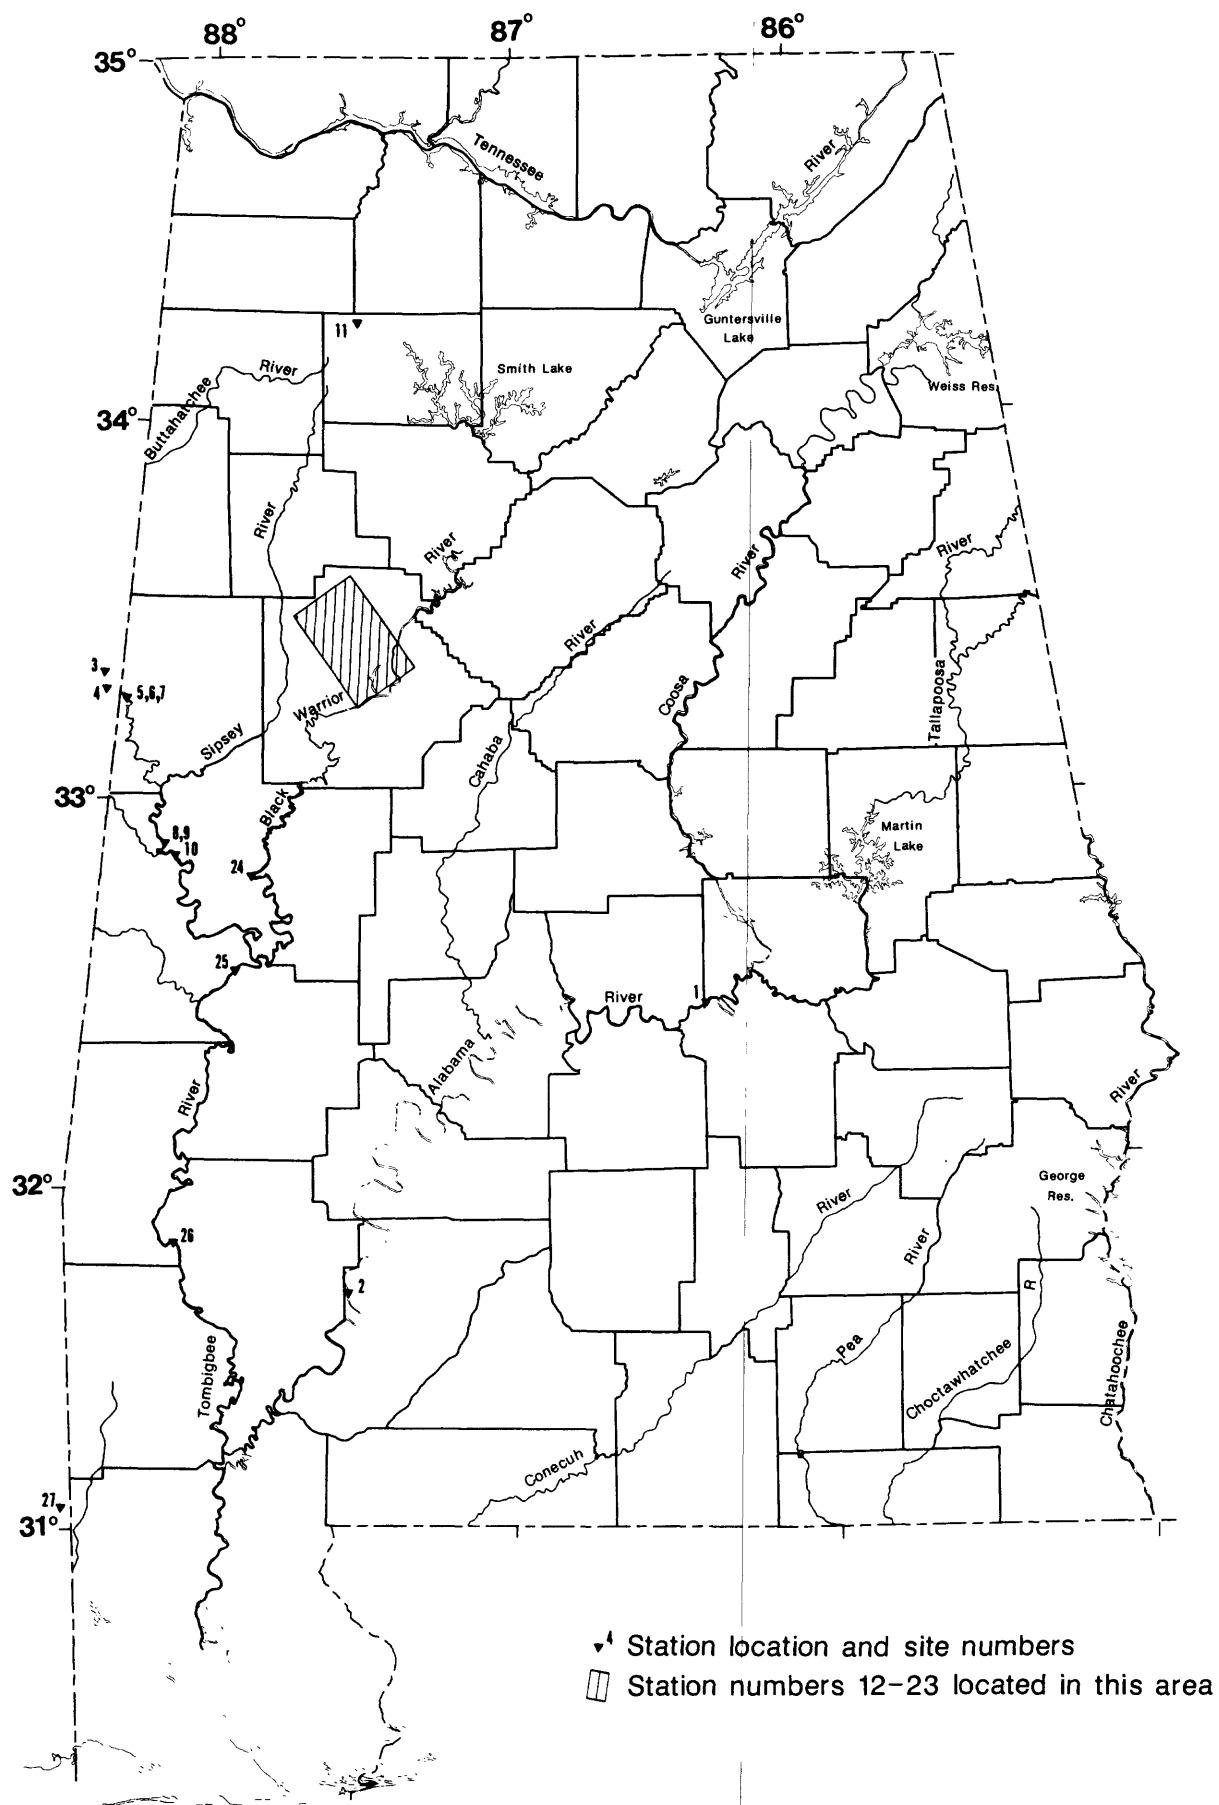 88° 87° 86°
35°
Tennessee
River
Guntersville
Lake
11
River
Smith Lake
Buttahatchee
Weiss Res.
34°
River
River
River
River
River
3
4
5,6,7
Warrior
Coosa
Tallapoosa
Sipsey
Cahaba
33°
Black
8,9
10
Martin
Lake
24
25
River
1
Alabama
River
River
32°
George
Res.
River
26
River
2
R
Tombigbee
Pea
Choctawhatchee
Chatahoochee
Conecuh
27
31°
4 Station location and site numbers
Station numbers 12-23 located in this area